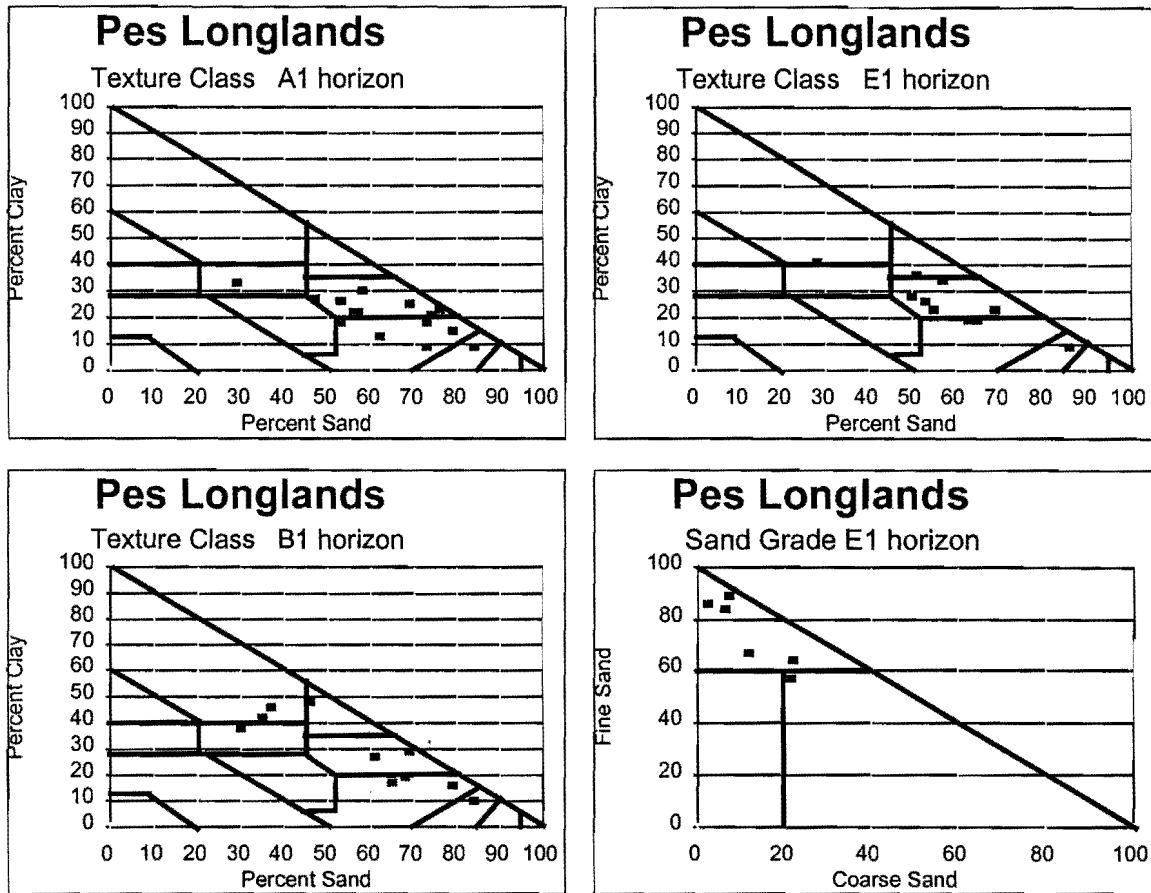 Pes Longlands
Texture Class A1 horizon
100
90
80
70
60
50
40
30
20
10
0
Percent Clay
0 10 20 30 40 50 60 70 80 90 100
Percent Sand
Pes Longlands
Texture Class E1 horizon
100
90
80
70
60
50
40
30
20
10
0
Percent Clay
0 10 20 30 40 50 60 70 80 90 100
Percent Sand
Pes Longlands
Texture Class B1 horizon
100
90
80
70
60
50
40
30
20
10
0
Percent Clay
0 10 20 30 40 50 60 70 80 90 100
Percent Sand
Pes Longlands
Sand Grade E1 horizon
100
80
60
40
20
0
Fine Sand
0 20 40 60 80 100
Coarse Sand